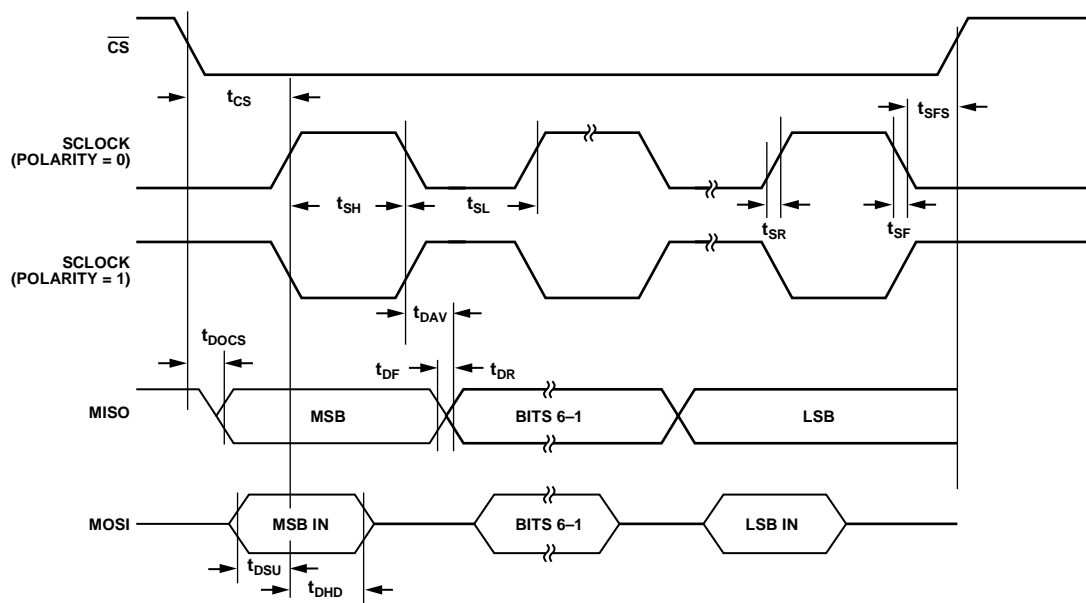 CS
tCS
tSFS
SCLOCK
(POLARITY = 0)
tSH
tSL
tSR
tSF
SCLOCK
(POLARITY = 1)
tDAV
tDOCS
tDF
tDR
MISO
MSB
BITS 6–1
LSB
MOSI
MSB IN
BITS 6–1
LSB IN
tDSU
tDHD